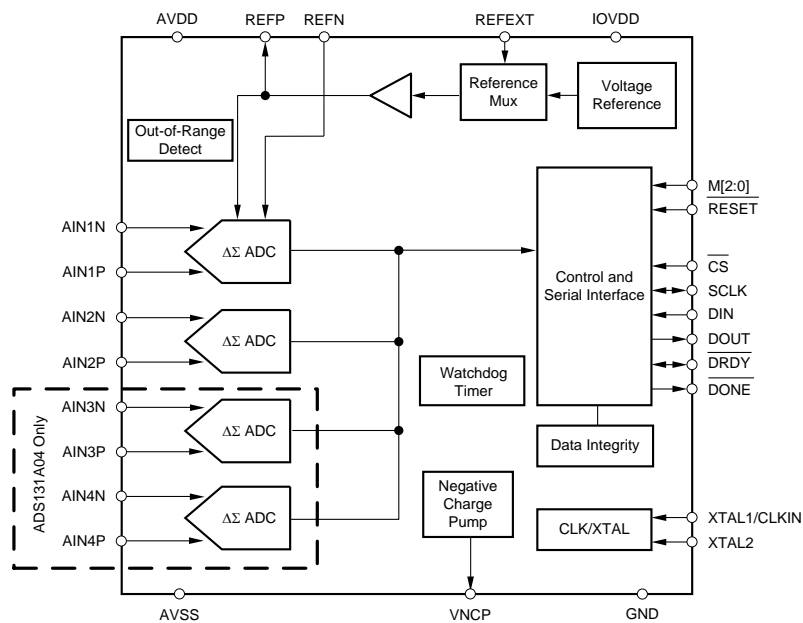 AVDD
REFP
REFN
REFEXT
IOVDD
Reference
Mux
Voltage
Reference
Out-of-Range
Detect
M[2:0]
RESET
AIN1N
AIN1P
ΔΣ ADC
Control and
Serial Interface
CS
SCLK
DIN
DOUT
DRDY
DONE
AIN2N
AIN2P
ΔΣ ADC
Watchdog
Timer
ADS131A04 Only
AIN3N
AIN3P
ΔΣ ADC
Data Integrity
AIN4N
AIN4P
ΔΣ ADC
Negative
Charge
Pump
CLK/XTAL
XTAL1/CLKIN
XTAL2
AVSS
VNCP
GND